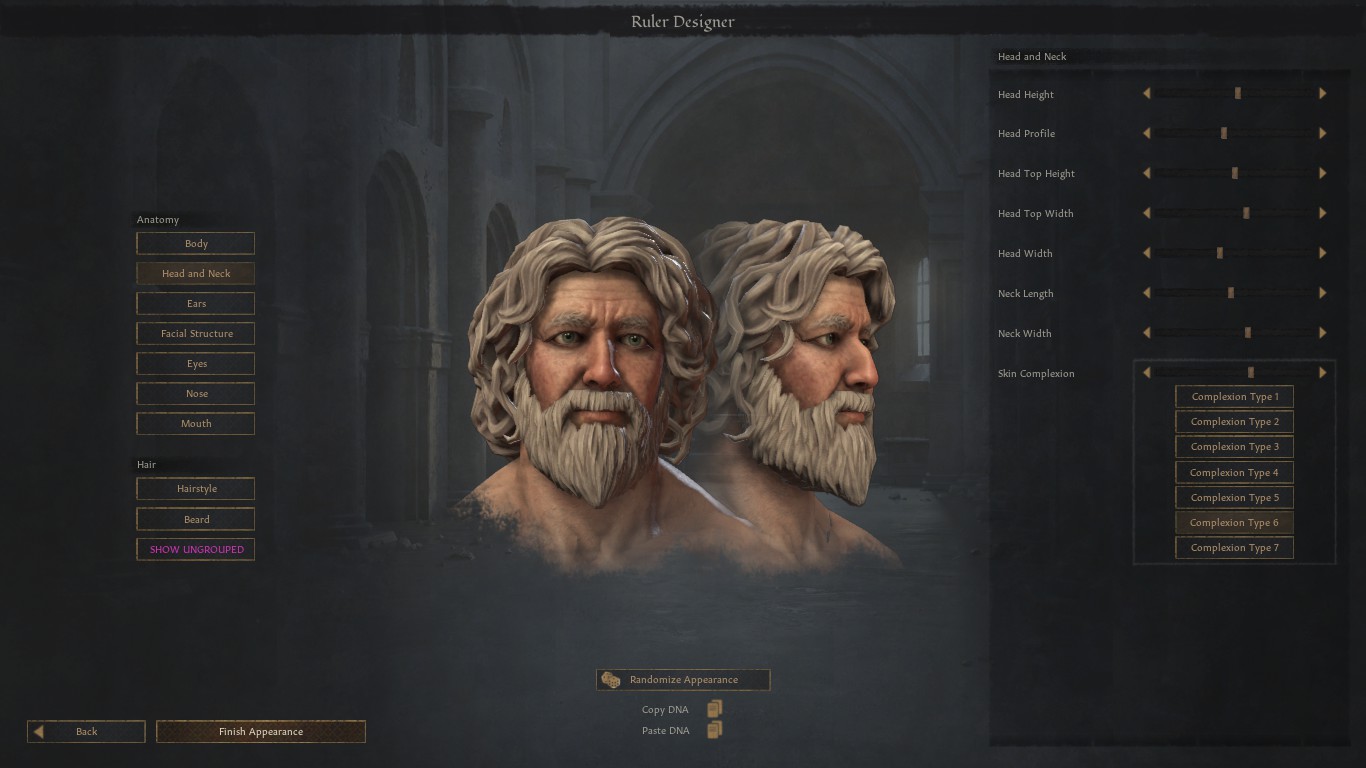 Ruler Designer
Anatomy
Body
Head and Neck
Ears
Facial Structure
Eyes
Nose
Mouth
Hair
Hairstyle
Beard
SHOW UNGROUPED
Head and Neck
Head Height
Head Profile
Head Top Height
Head Top Width
Head Width
Neck Length
Neck Width
Skin Complexion
Complexion Type 1
Complexion Type 2
Complexion Type 3
Complexion Type 4
Complexion Type 5
Complexion Type 6
Complexion Type 7
Randomize Appearance
Copy DNA
Paste DNA
Back
Finish Appearance